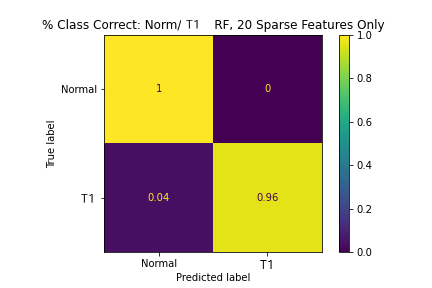 % Class Correct: Norm/ T1 RF, 20 Sparse Features Only
True label
Normal
T1
1
0
0.04
0.96
Normal
T1
Predicted label
1.0
0.8
0.6
0.4
0.2
0.0